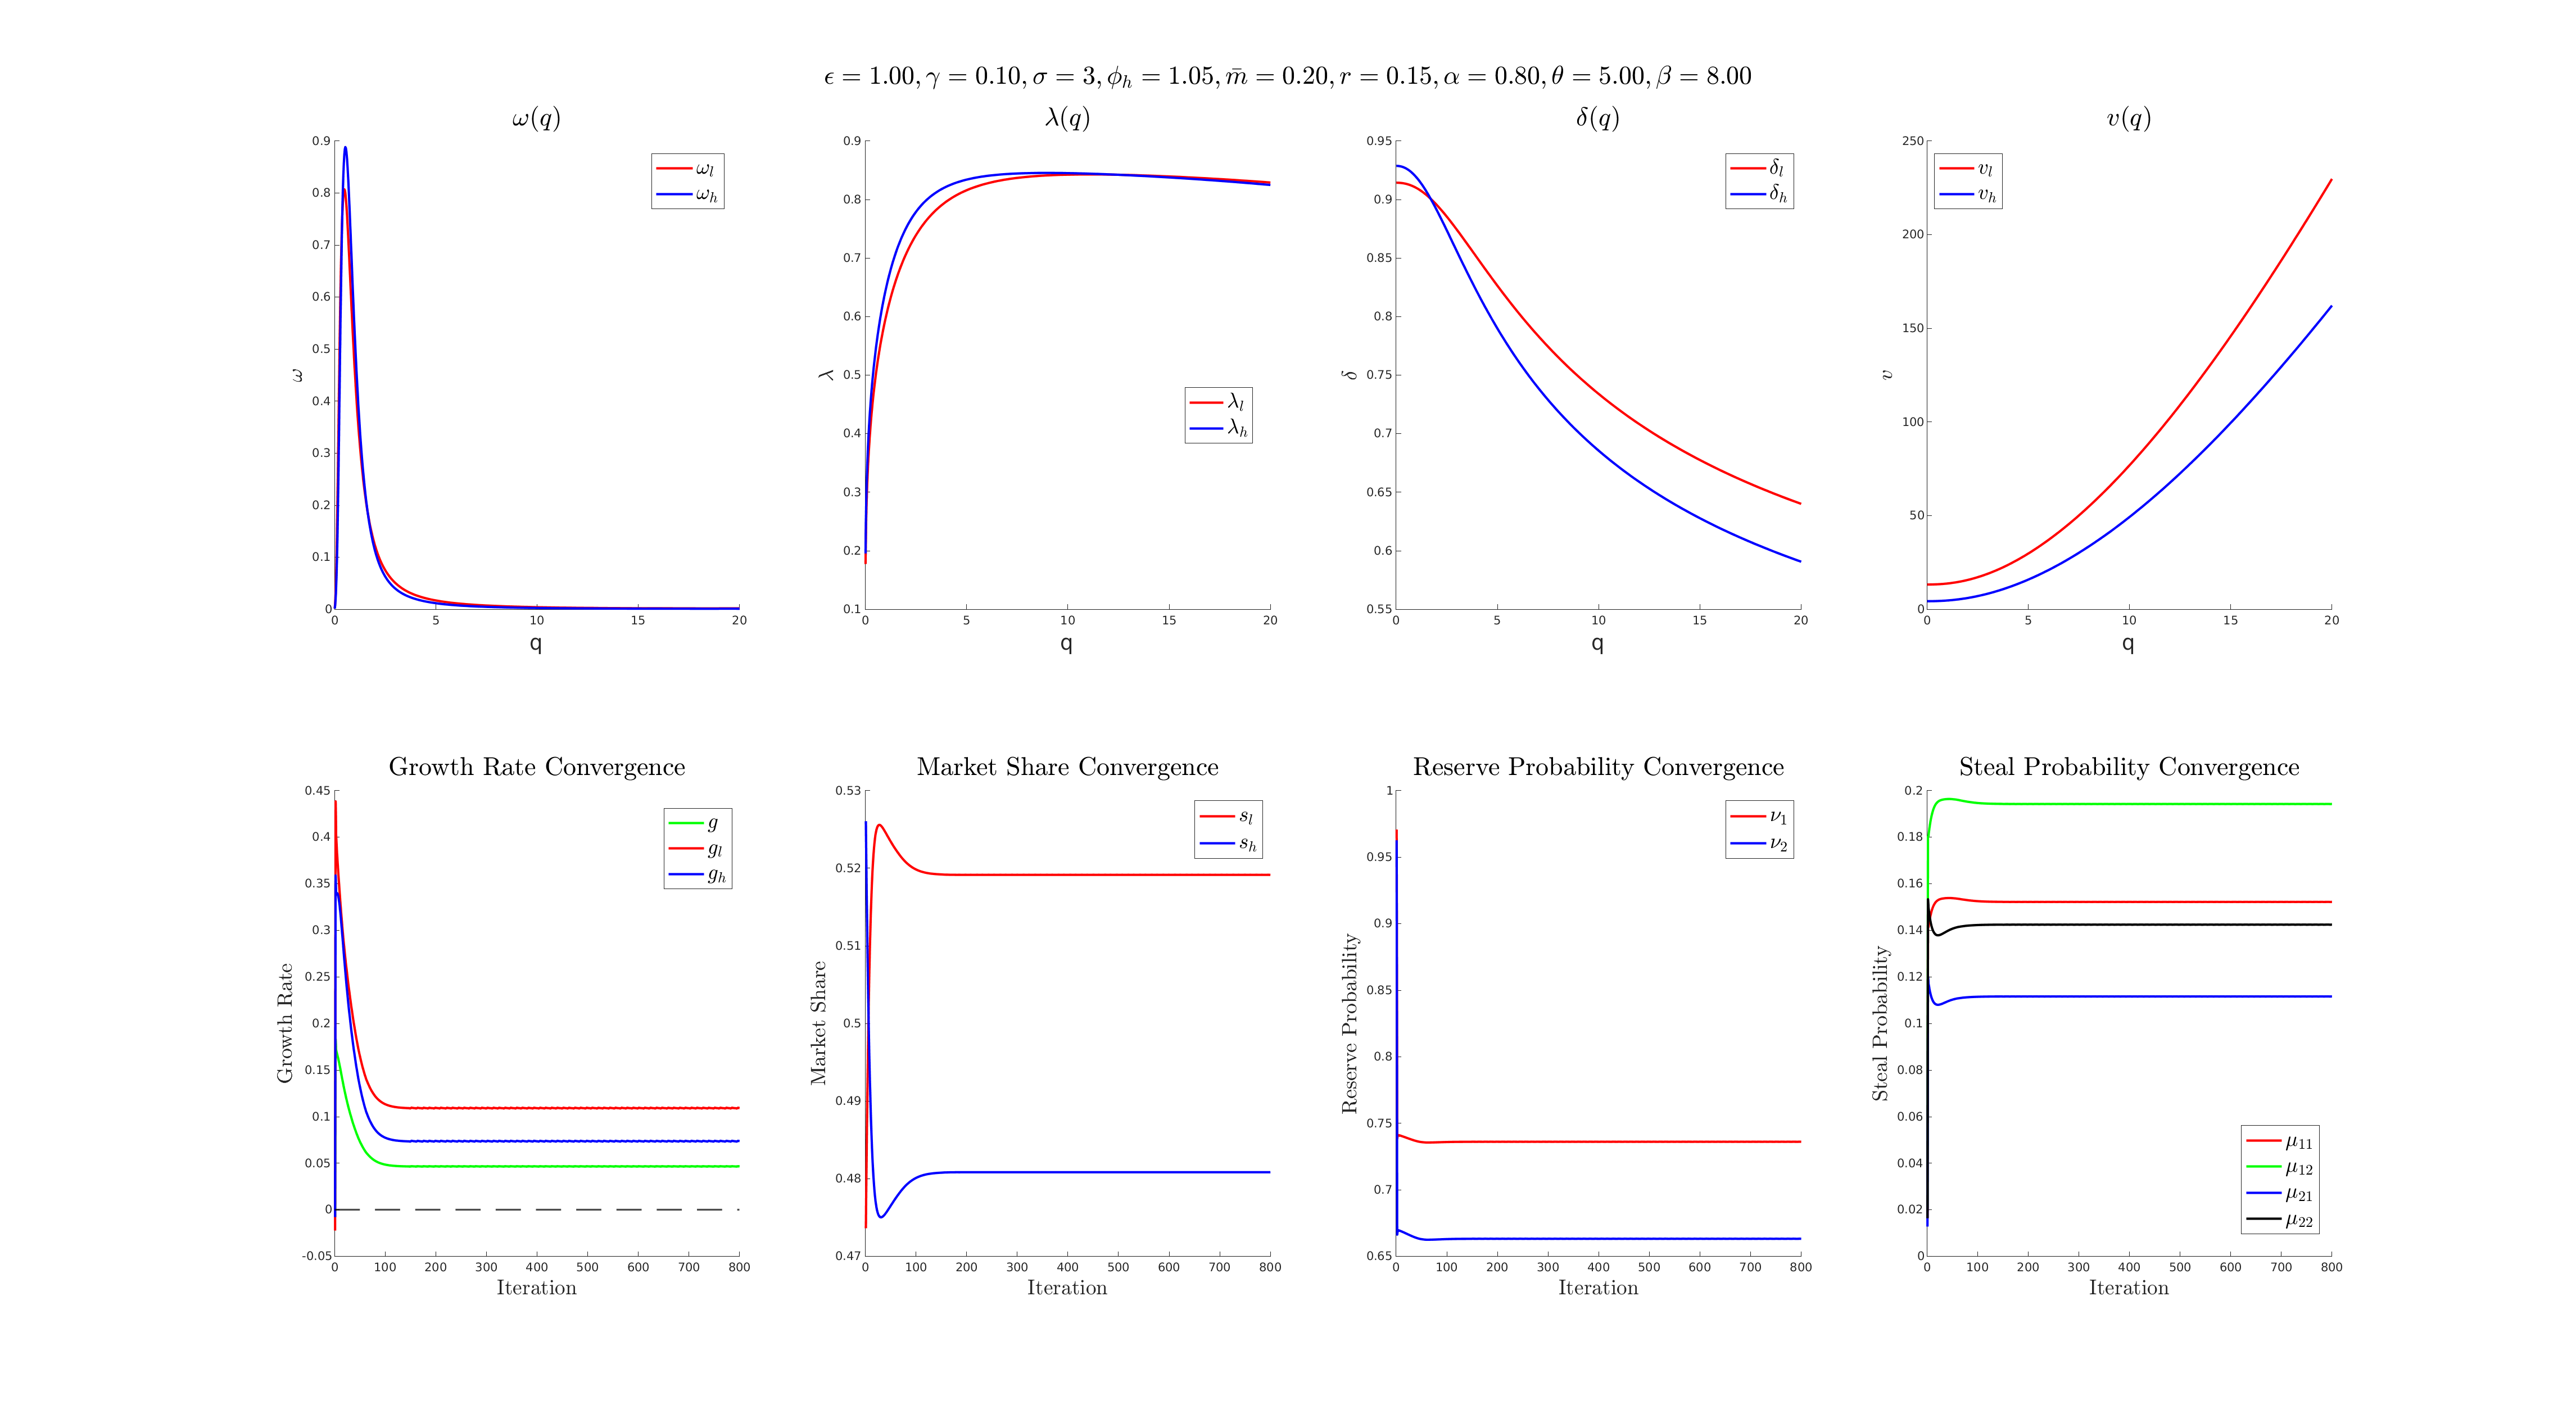 ϵ = 1.00, γ = 0.10, σ = 3, ϕ_h = 1.05, m̄ = 0.20, r = 0.15, α = 0.80, θ = 5.00, β = 8.00
ω(q)
0.9
0.8
0.7
0.6
0.5
0.4
0.3
0.2
0.1
0
ω
ω_l
ω_h
0 5 10 15 20
q
λ(q)
0.9
0.8
0.7
0.6
0.5
0.4
0.3
0.2
0.1
λ
λ_l
λ_h
0 5 10 15 20
q
δ(q)
0.95
0.9
0.85
0.8
0.75
0.7
0.65
0.6
0.55
δ
δ_l
δ_h
0 5 10 15 20
q
v(q)
250
200
150
100
50
0
v
v_l
v_h
0 5 10 15 20
q
Growth Rate Convergence
0.45
0.4
0.35
0.3
0.25
0.2
0.15
0.1
0.05
0
-0.05
Growth Rate
g
g_l
g_h
0 100 200 300 400 500 600 700 800
Iteration
Market Share Convergence
0.53
0.52
0.51
0.5
0.49
0.48
0.47
Market Share
s_l
s_h
0 100 200 300 400 500 600 700 800
Iteration
Reserve Probability Convergence
1
0.95
0.9
0.85
0.8
0.75
0.7
0.65
Reserve Probability
ν_1
ν_2
0 100 200 300 400 500 600 700 800
Iteration
Steal Probability Convergence
0.2
0.18
0.16
0.14
0.12
0.1
0.08
0.06
0.04
0.02
0
Steal Probability
μ_11
μ_12
μ_21
μ_22
0 100 200 300 400 500 600 700 800
Iteration